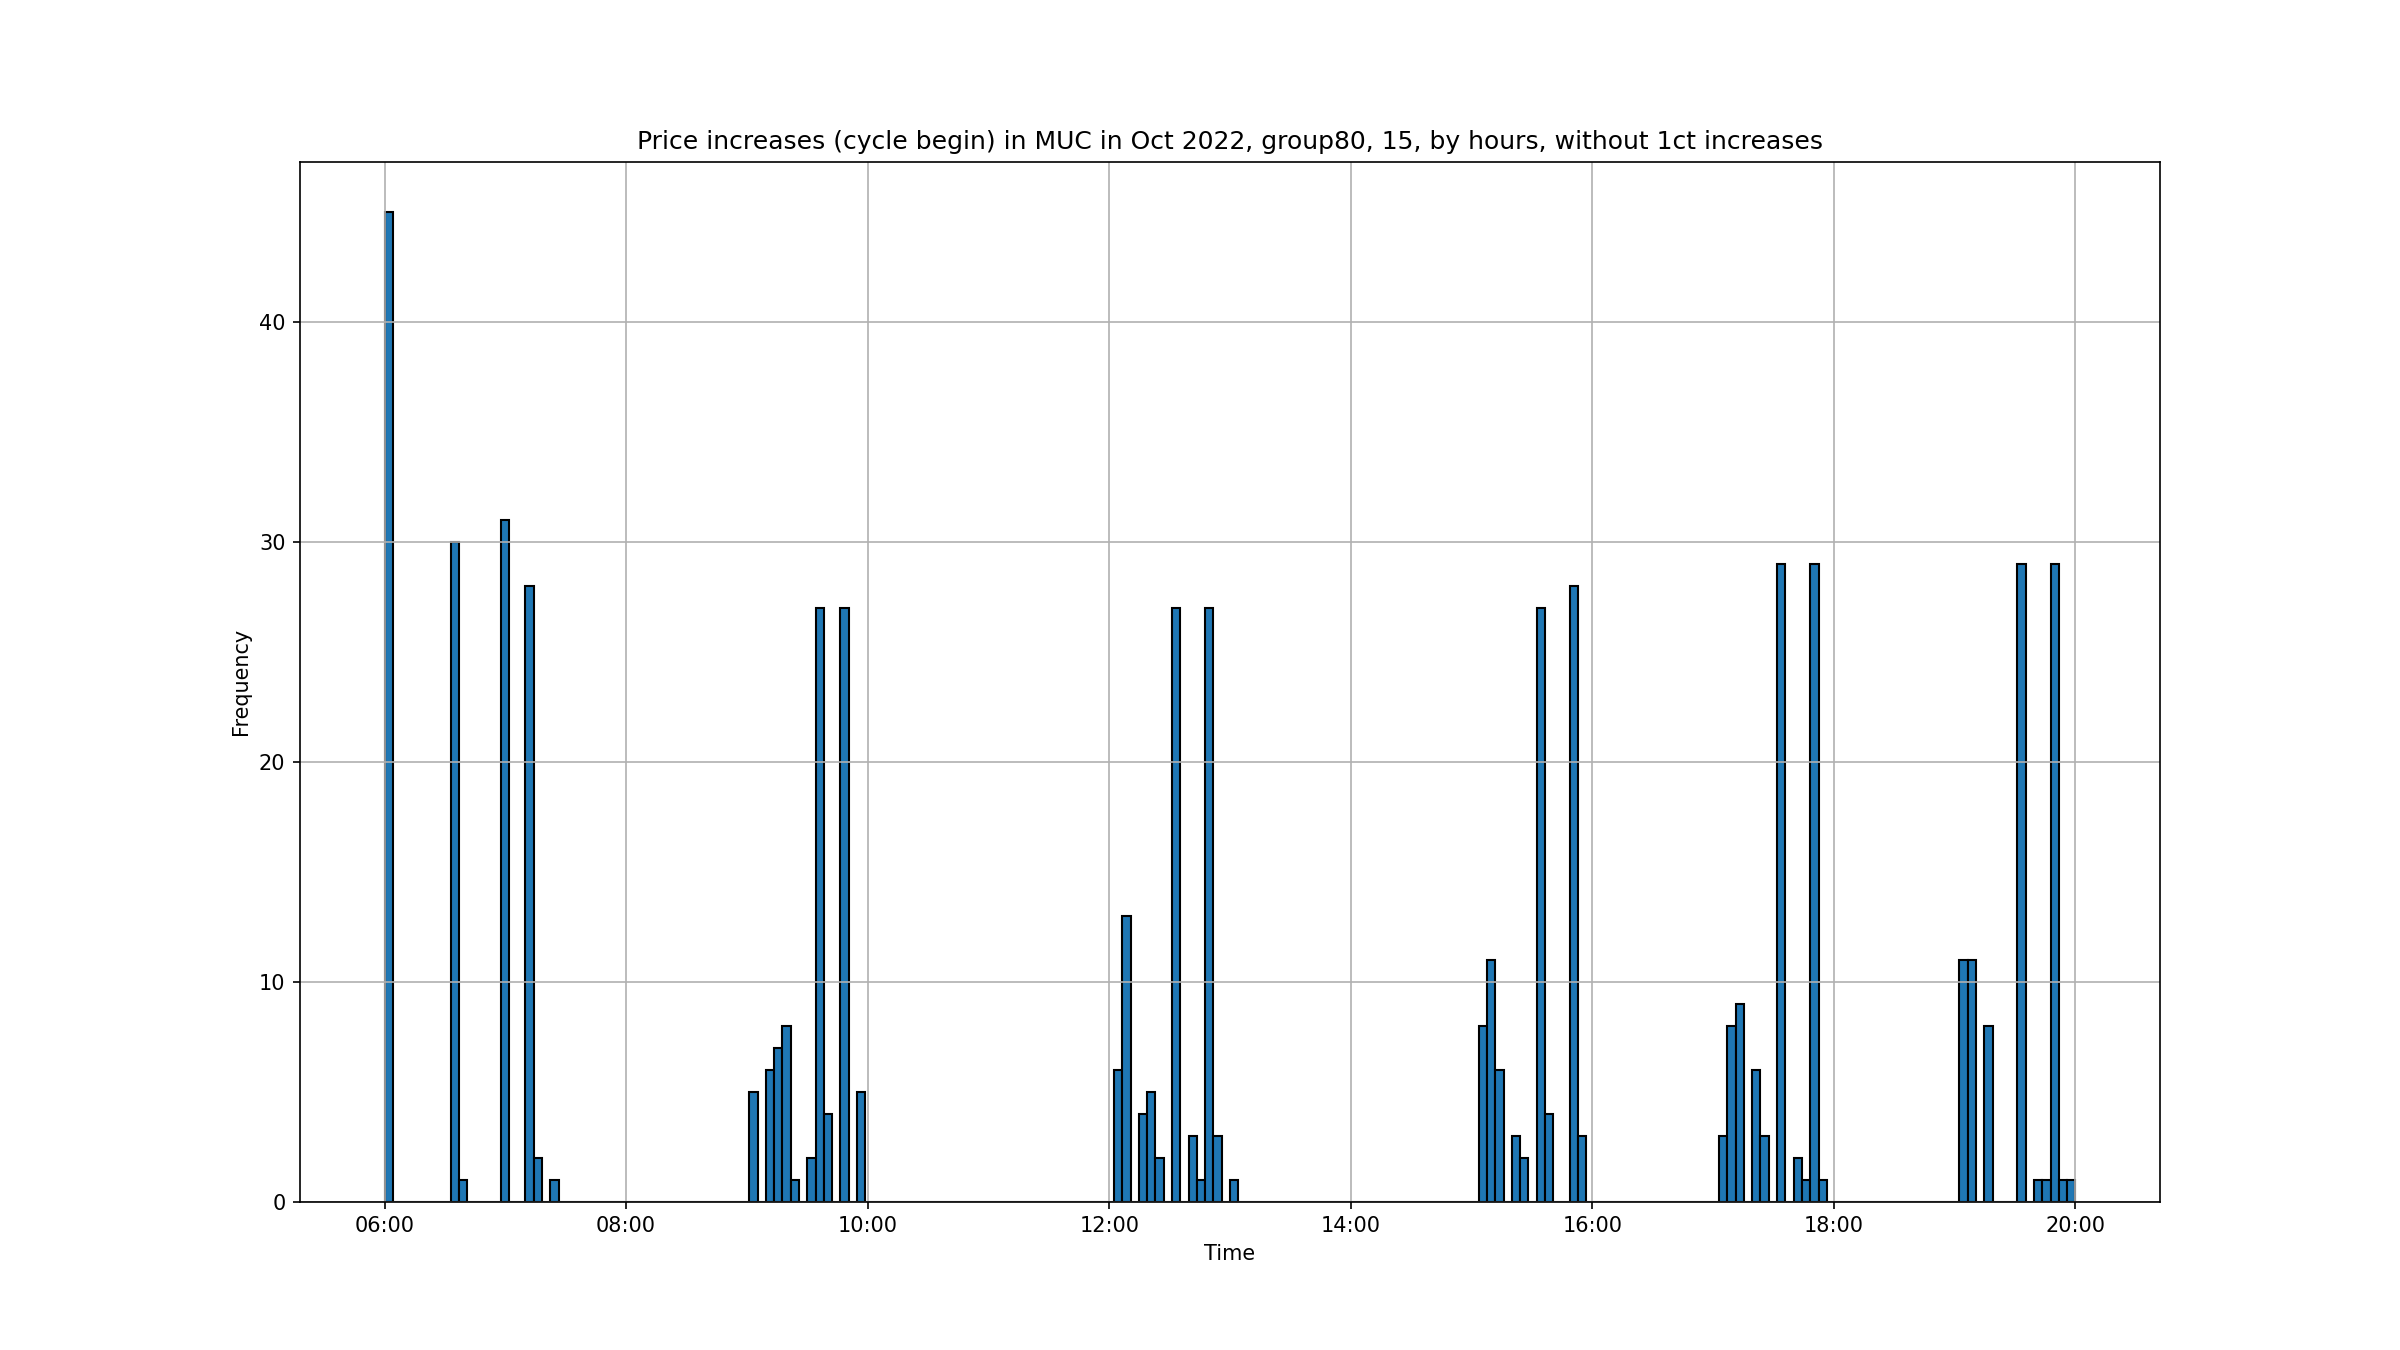 Price increases (cycle begin) in MUC in Oct 2022, group80, 15, by hours, without 1ct increases
Frequency
40
30
20
10
0
06:00 08:00 10:00 12:00 14:00 16:00 18:00 20:00
Time